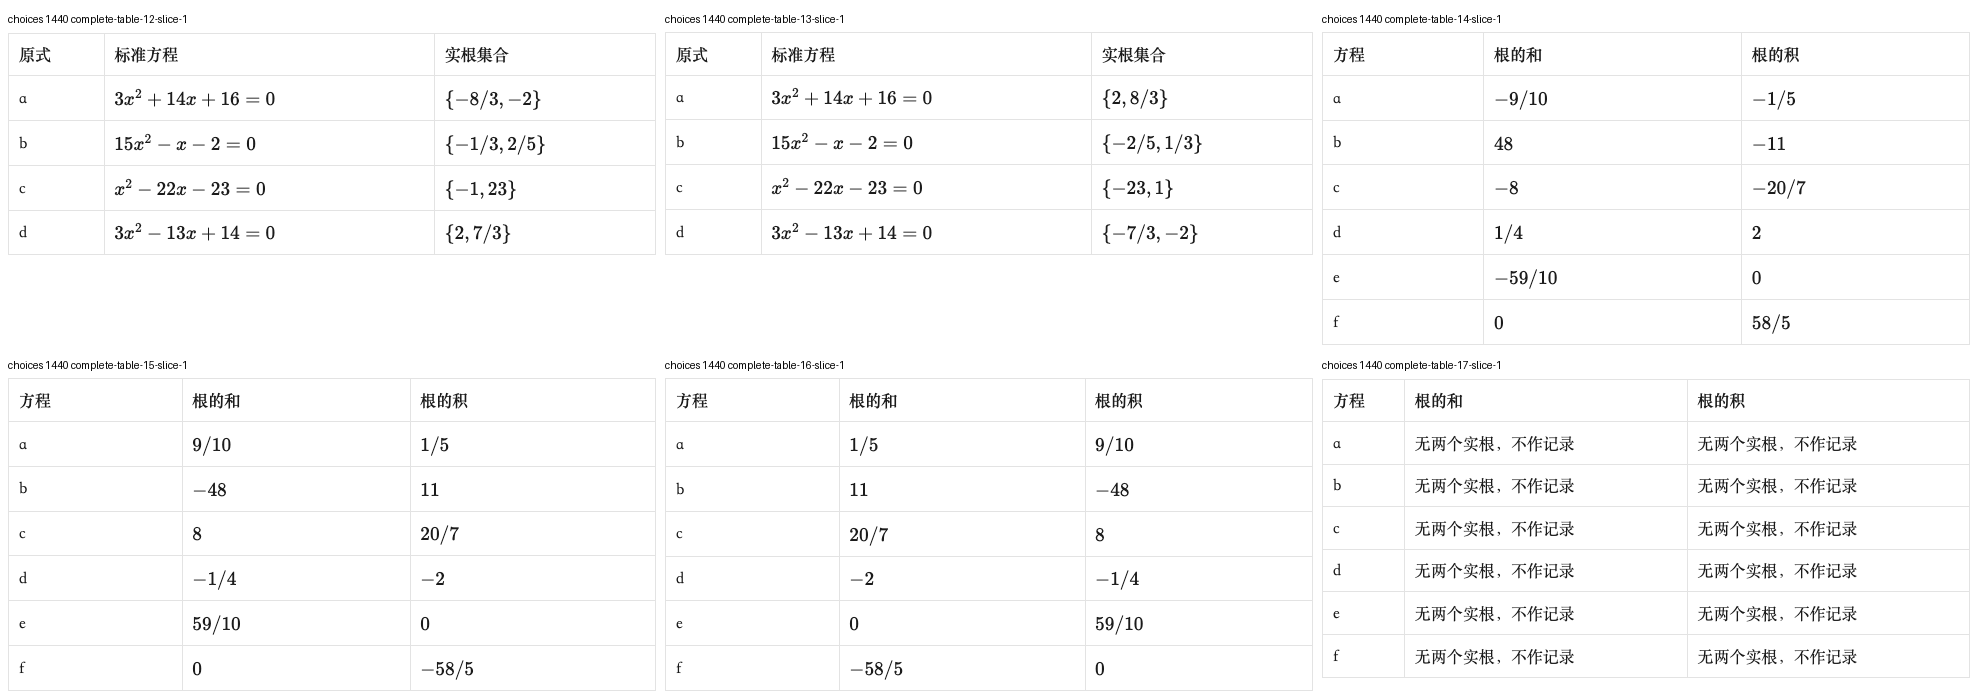 choices 1440 complete-table-12-slice-1
原式 标准方程 实根集合
a 3x² + 14x + 16 = 0 {−8/3, −2}
b 15x² − x − 2 = 0 {−1/3, 2/5}
c x² − 22x − 23 = 0 {−1, 23}
d 3x² − 13x + 14 = 0 {2, 7/3}
choices 1440 complete-table-13-slice-1
原式 标准方程 实根集合
a 3x² + 14x + 16 = 0 {2, 8/3}
b 15x² − x − 2 = 0 {−2/5, 1/3}
c x² − 22x − 23 = 0 {−23, 1}
d 3x² − 13x + 14 = 0 {−7/3, −2}
choices 1440 complete-table-14-slice-1
方程 根的和 根的积
a −9/10 −1/5
b 48 −11
c −8 −20/7
d 1/4 2
e −59/10 0
f 0 58/5
choices 1440 complete-table-15-slice-1
方程 根的和 根的积
a 9/10 1/5
b −48 11
c 8 20/7
d −1/4 −2
e 59/10 0
f 0 −58/5
choices 1440 complete-table-16-slice-1
方程 根的和 根的积
a 1/5 9/10
b 11 −48
c 20/7 8
d −2 −1/4
e 0 59/10
f −58/5 0
choices 1440 complete-table-17-slice-1
方程 根的和 根的积
a 无两个实根，不作记录 无两个实根，不作记录
b 无两个实根，不作记录 无两个实根，不作记录
c 无两个实根，不作记录 无两个实根，不作记录
d 无两个实根，不作记录 无两个实根，不作记录
e 无两个实根，不作记录 无两个实根，不作记录
f 无两个实根，不作记录 无两个实根，不作记录